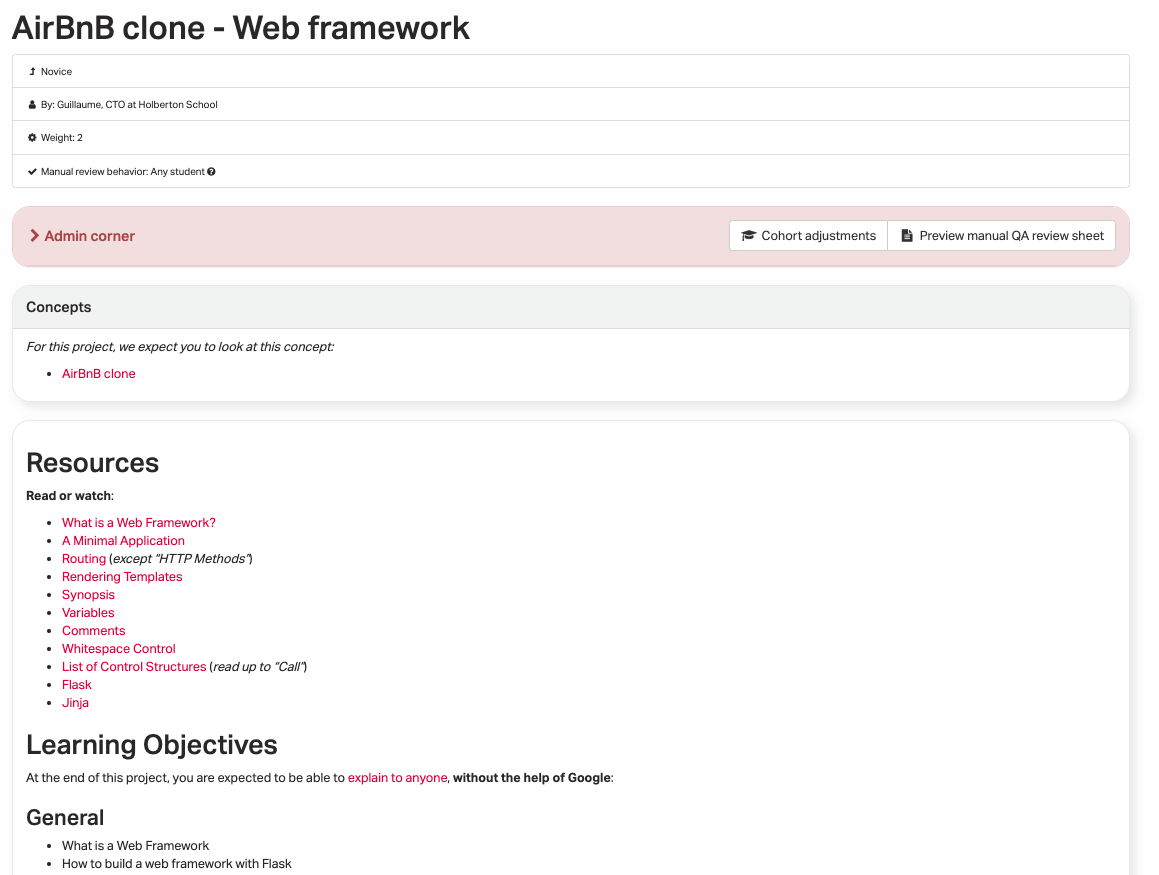 AirBnB clone - Web framework
Novice
By: Guillaume, CTO at Holberton School
Weight: 2
Manual review behavior: Any student
Admin corner
Cohort adjustments
Preview manual QA review sheet
Concepts
For this project, we expect you to look at this concept:
AirBnB clone
Resources
Read or watch:
What is a Web Framework?
A Minimal Application
Routing (except “HTTP Methods”)
Rendering Templates
Synopsis
Variables
Comments
Whitespace Control
List of Control Structures (read up to “Call”)
Flask
Jinja
Learning Objectives
At the end of this project, you are expected to be able to explain to anyone, without the help of Google:
General
What is a Web Framework
How to build a web framework with Flask